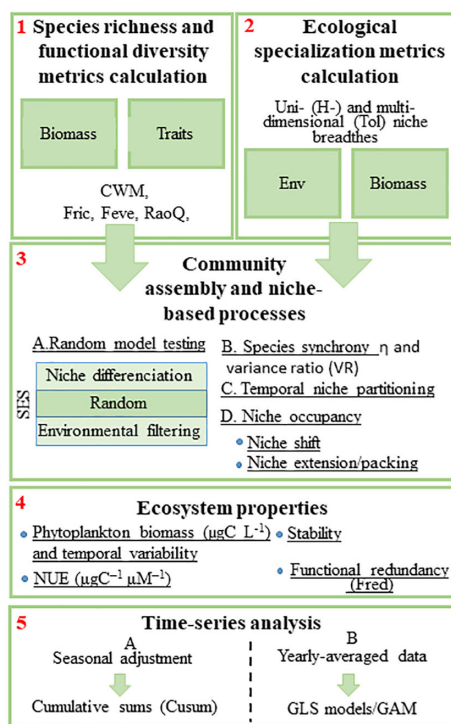 1 Species richness and
functional diversity
metrics calculation
Biomass
Traits
CWM,
Fric, Feve, RaoQ,
2 Ecological
specialization metrics
calculation
Uni- (H-) and multi-
dimensional (Tol) niche
breadthes
Env
Biomass
3 Community
assembly and niche-
based processes
A.Random model testing
SES
Niche differenciation
Random
Environmental filtering
B. Species synchrony η and
variance ratio (VR)
C. Temporal niche partitioning
D. Niche occupancy
• Niche shift
• Niche extension/packing
4 Ecosystem properties
• Phytoplankton biomass (µgC L-1)
and temporal variability
• NUE (µgC−1 µM−1)
• Stability
• Functional redundancy
(Fred)
5 Time-series analysis
A
Seasonal adjustment
Cumulative sums (Cusum)
B
Yearly-averaged data
GLS models/GAM